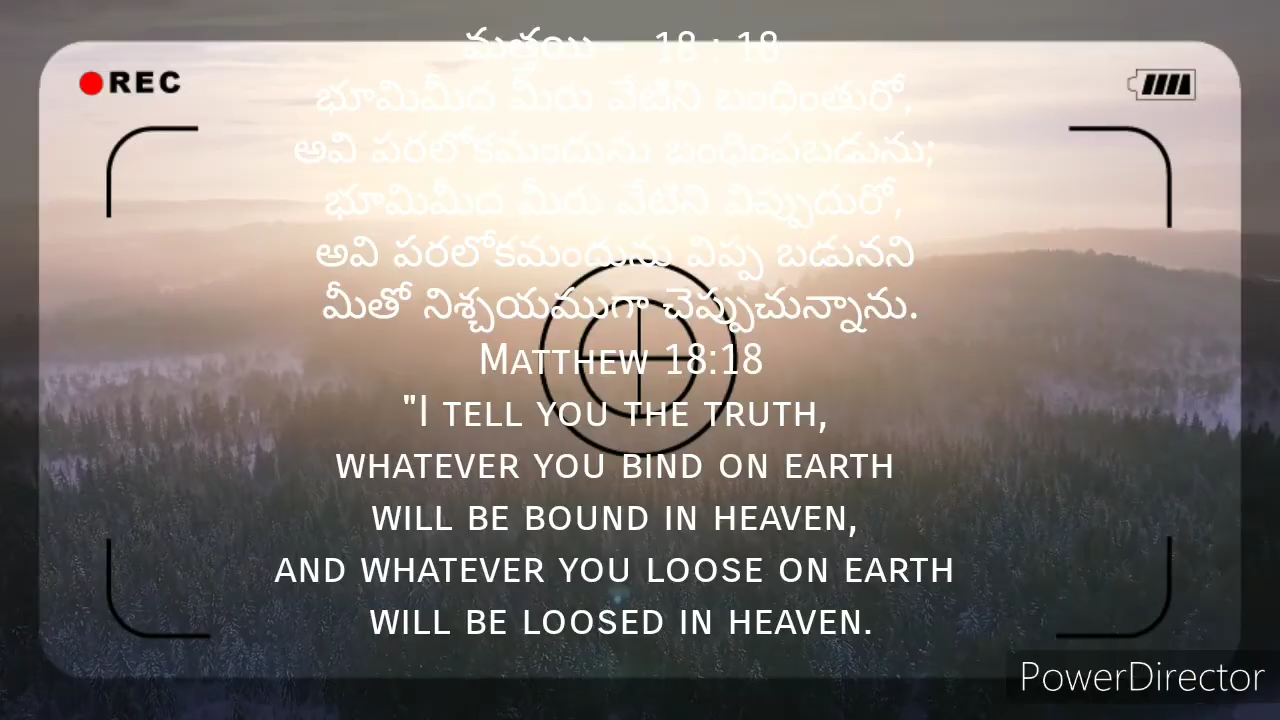 మత్తయి - 18 : 18
● REC
భూమిమీద మీరు వేటిని బంధింతురో,
అవి పరలోకమందును బంధింపబడును;
భూమిమీద మీరు వేటిని విప్పుదురో,
అవి పరలోకమందును విప్ప బడునని
మీతో నిశ్చయముగా చెప్పుచున్నాను.
Matthew 18:18
"I tell you the truth,
whatever you bind on earth
will be bound in heaven,
and whatever you loose on earth
will be loosed in heaven.
PowerDirector